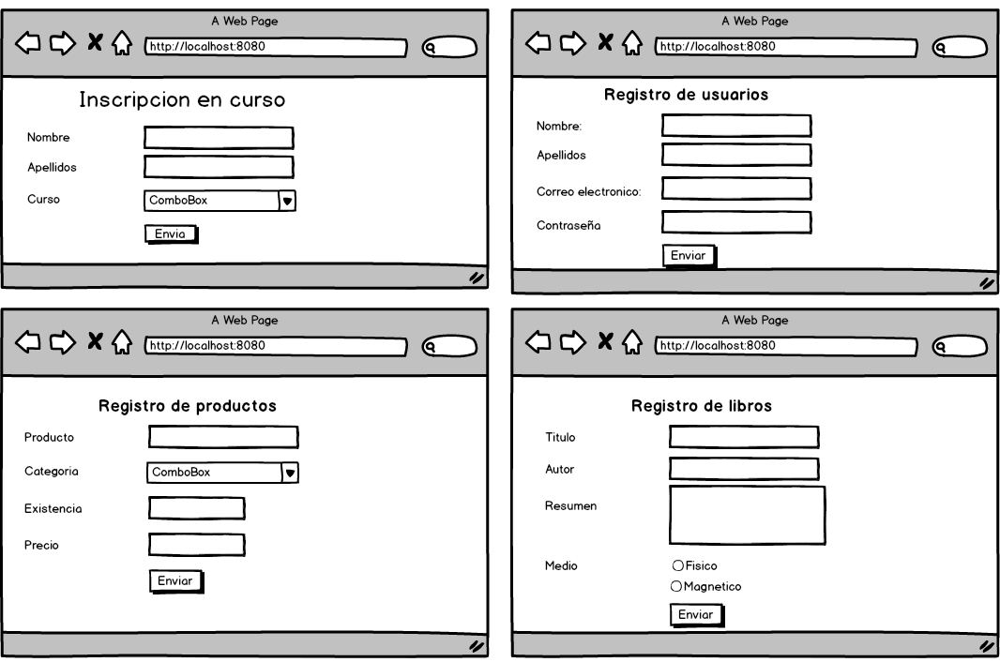 A Web Page
http://localhost:8080
Inscripcion en curso
Nombre
Apellidos
Curso
ComboBox
Envia
A Web Page
http://localhost:8080
Registro de usuarios
Nombre:
Apellidos
Correo electronico:
Contraseña
Enviar
A Web Page
http://localhost:8080
Registro de productos
Producto
Categoria
ComboBox
Existencia
Precio
Enviar
A Web Page
http://localhost:8080
Registro de libros
Titulo
Autor
Resumen
Medio
Fisico
Magnetico
Enviar